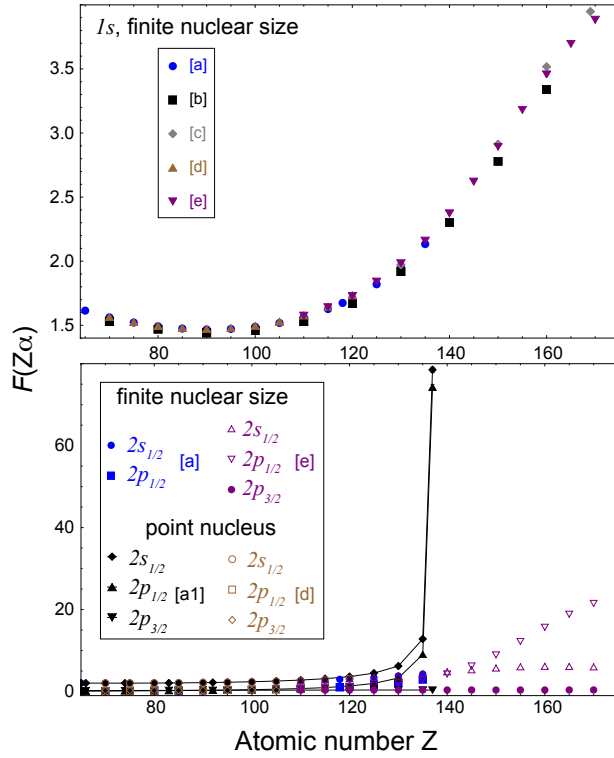 1s, finite nuclear size
[a]
[b]
[c]
[d]
[e]
3.5
3.0
2.5
2.0
1.5
80 100 120 140 160
F(Zα)
finite nuclear size
2s1/2 [a]
2p1/2
2s1/2
2p1/2 [e]
2p3/2
point nucleus
2s1/2
2p1/2 [a1]
2p3/2
2s1/2
2p1/2 [d]
2p3/2
60
40
20
0
80 100 120 140 160
Atomic number Z